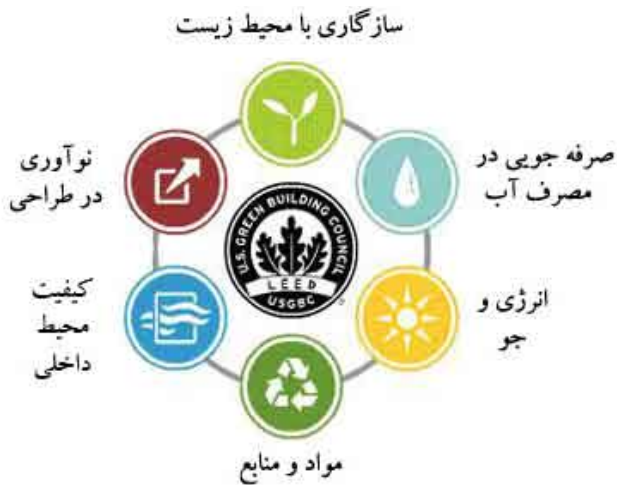 سازگاری با محیط زیست
صرفه جویی در
مصرف آب
انرژی و
جو
مواد و منابع
کیفیت
محیط
داخلی
نوآوری
در طراحی
U.S. GREEN BUILDING COUNCIL
LEED
USGBC